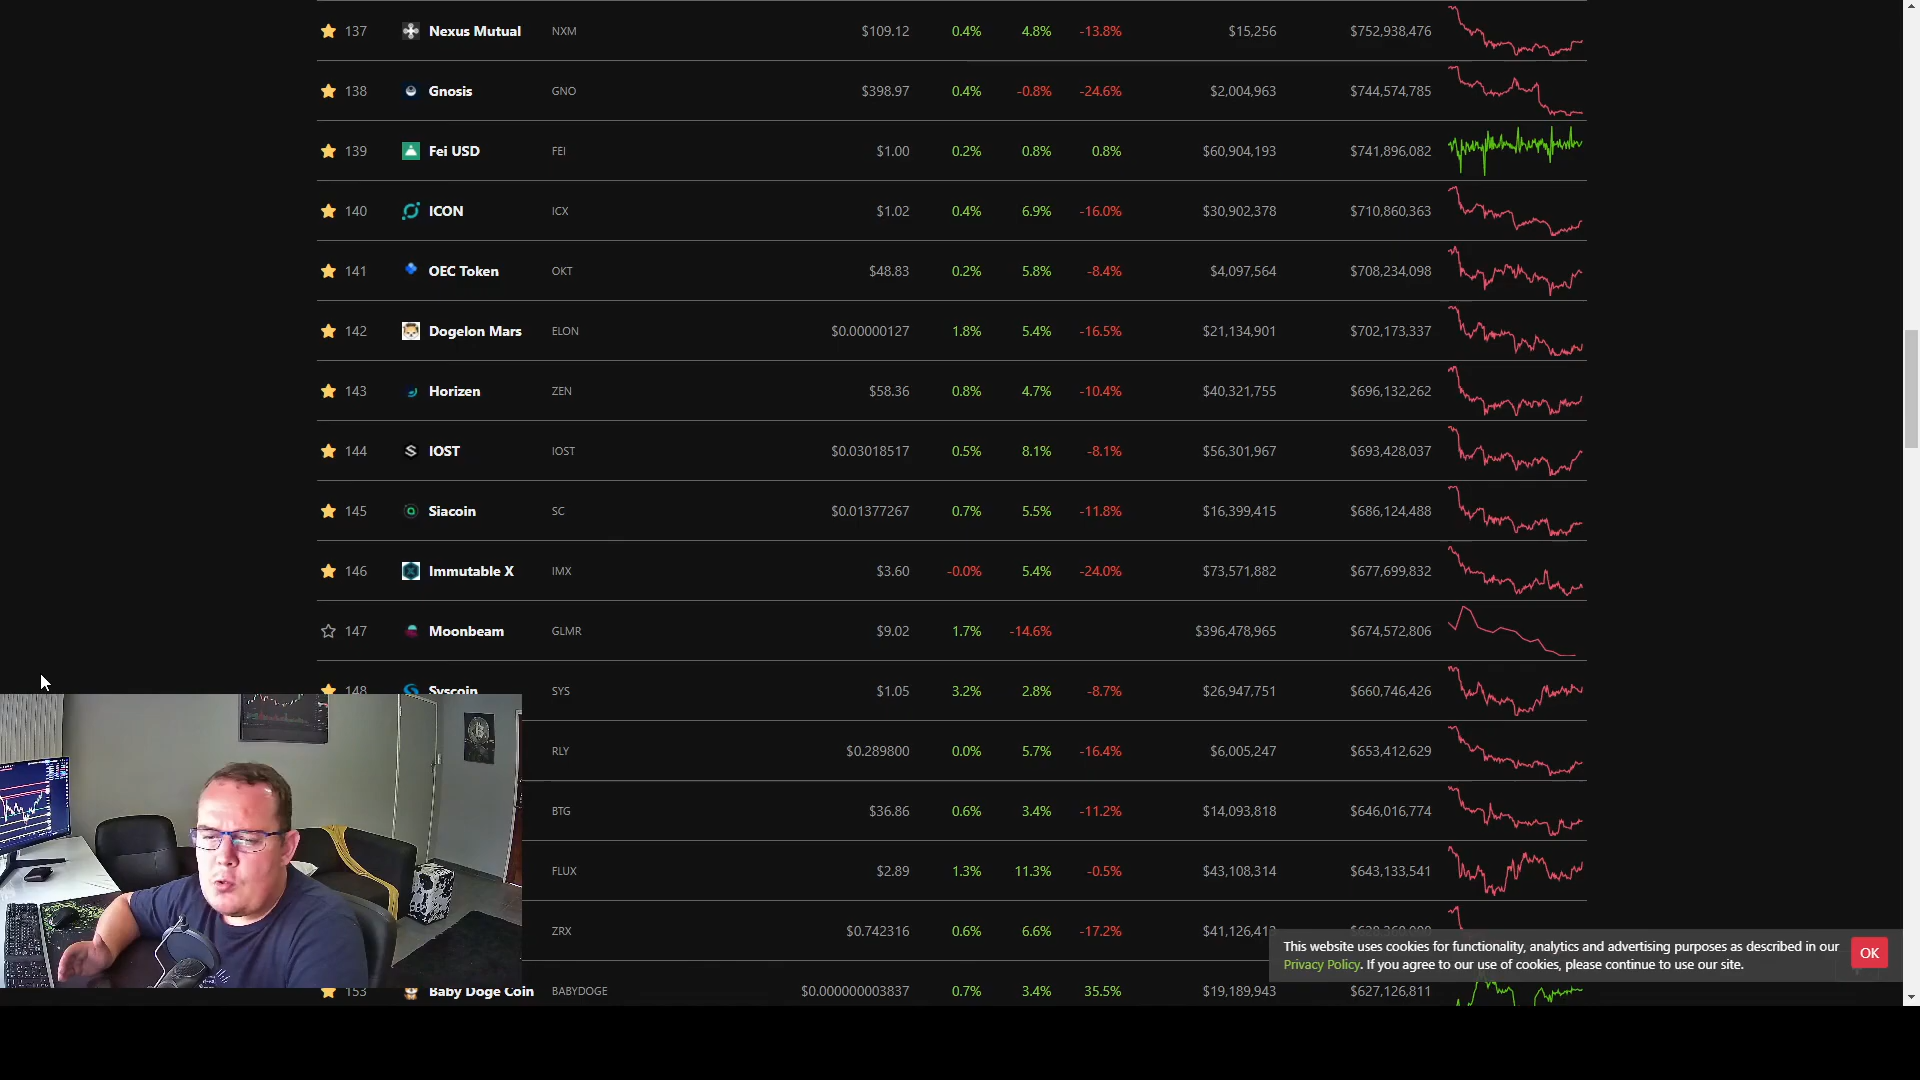 137 Nexus Mutual NXM $109.12 0.4% 4.8% -13.8% $15,256 $752,938,476
138 Gnosis GNO $398.97 0.4% -0.8% -24.6% $2,004,963 $744,574,785
139 Fei USD FEI $1.00 0.2% 0.8% 0.8% $60,904,193 $741,896,082
140 ICON ICX $1.02 0.4% 6.9% -16.0% $30,902,378 $710,860,363
141 OEC Token OKT $48.83 0.2% 5.8% -8.4% $4,097,564 $708,234,098
142 Dogelon Mars ELON $0.00000127 1.8% 5.4% -16.5% $21,134,901 $702,173,337
143 Horizen ZEN $58.36 0.8% 4.7% -10.4% $40,321,755 $696,132,262
144 IOST IOST $0.03018517 0.5% 8.1% -8.1% $56,301,967 $693,428,037
145 Siacoin SC $0.01377267 0.7% 5.5% -11.8% $16,399,415 $686,124,488
146 Immutable X IMX $3.60 -0.0% 5.4% -24.0% $73,571,882 $677,699,832
147 Moonbeam GLMR $9.02 1.7% -14.6% $396,478,965 $674,572,806
148 Syscoin SYS $1.05 3.2% 2.8% -8.7% $26,947,751 $660,746,426
RLY $0.289800 0.0% 5.7% -16.4% $6,005,247 $653,412,629
BTG $36.86 0.6% 3.4% -11.2% $14,093,818 $646,016,774
FLUX $2.89 1.3% 11.3% -0.5% $43,108,314 $643,133,541
ZRX $0.742316 0.6% 6.6% -17.2%
This website uses cookies for functionality, analytics and advertising purposes as described in our
Privacy Policy. If you agree to our use of cookies, please continue to use our site.
OK
153 Baby Doge Coin BABYDOGE $0.000000003837 0.7% 3.4% 35.5% $19,189,943 $627,126,811